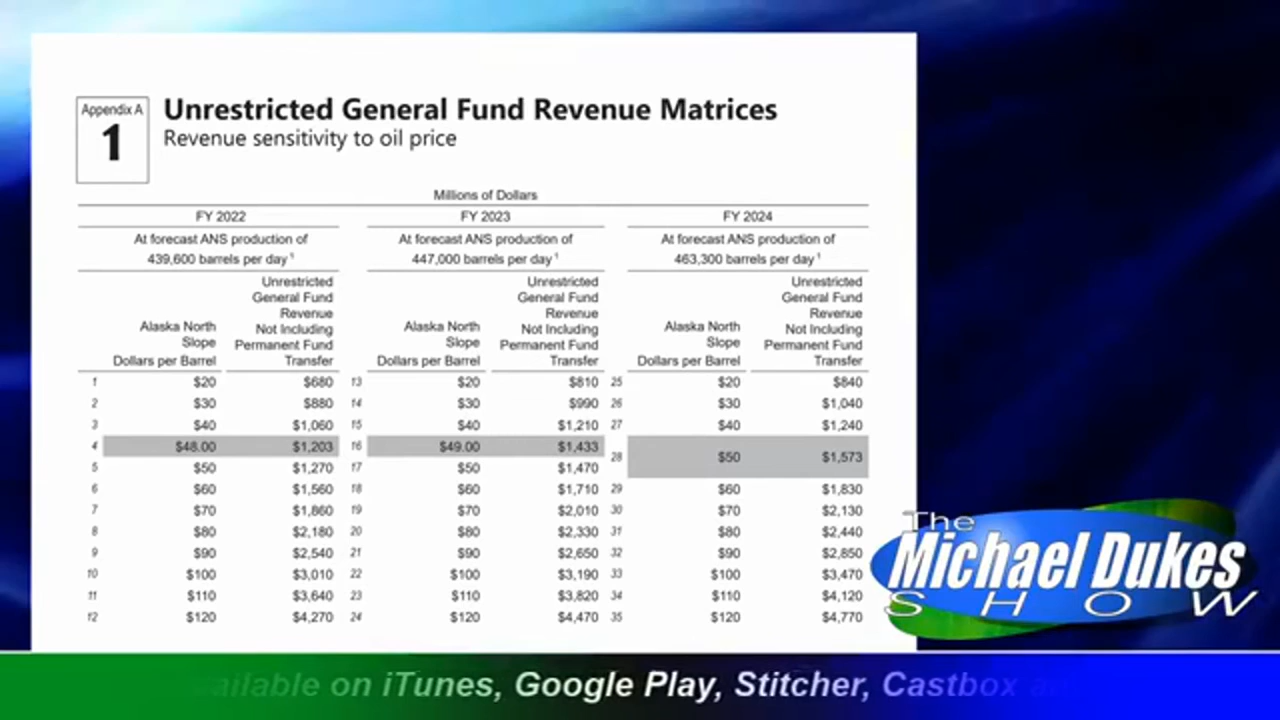 Appendix A
1
Unrestricted General Fund Revenue Matrices
Revenue sensitivity to oil price
Millions of Dollars
FY 2022 FY 2023 FY 2024
At forecast ANS production of At forecast ANS production of At forecast ANS production of
439,600 barrels per day 1 447,000 barrels per day 1 463,300 barrels per day 1
Unrestricted Unrestricted Unrestricted
General Fund General Fund General Fund
Revenue Revenue Revenue
Alaska North Not Including Alaska North Not Including Alaska North Not Including
Slope Permanent Fund Slope Permanent Fund Slope Permanent Fund
Dollars per Barrel Transfer Dollars per Barrel Transfer Dollars per Barrel Transfer
1 $20 $680 13 $20 $810 25 $20 $840
2 $30 $880 14 $30 $990 26 $30 $1,040
3 $40 $1,060 15 $40 $1,210 27 $40 $1,240
4 $48.00 $1,203 16 $49.00 $1,433 28 $50 $1,573
5 $50 $1,270 17 $50 $1,470
6 $60 $1,560 18 $60 $1,710 29 $60 $1,830
7 $70 $1,860 19 $70 $2,010 30 $70 $2,130
8 $80 $2,180 20 $80 $2,330 31 $80 $2,440
9 $90 $2,540 21 $90 $2,650 32 $90 $2,850
10 $100 $3,010 22 $100 $3,190 33 $100 $3,470
11 $110 $3,640 23 $110 $3,820 34 $110 $4,120
12 $120 $4,270 24 $120 $4,470 35 $120 $4,770
The
Michael Dukes
SHOW
ailable on iTunes, Google Play, Stitcher, Castbox